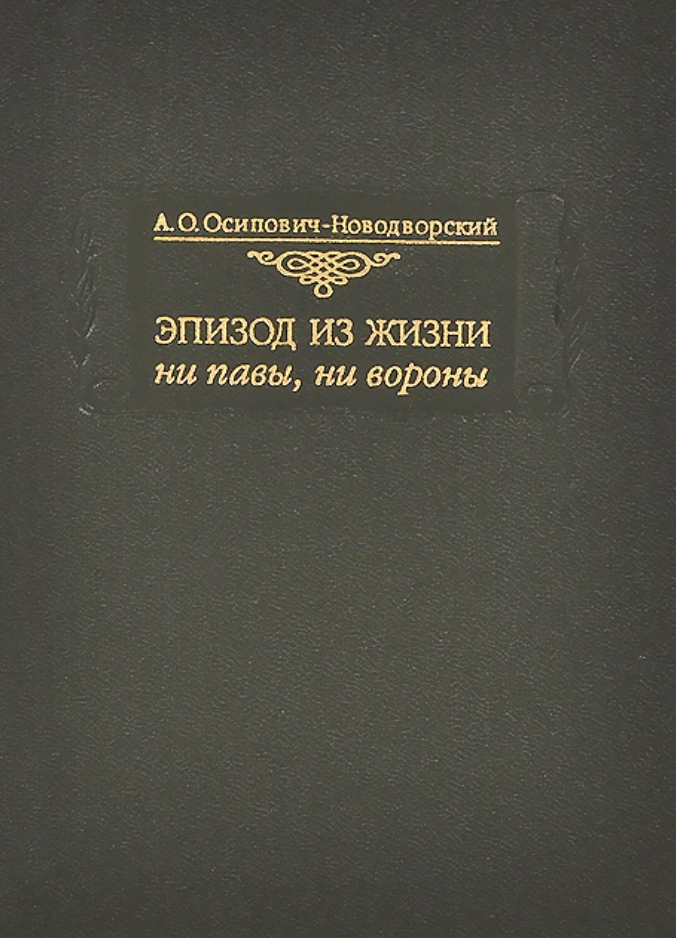 А. О. Осипович-Новодворский
ЭПИЗОД ИЗ ЖИЗНИ
ни павы, ни вороны